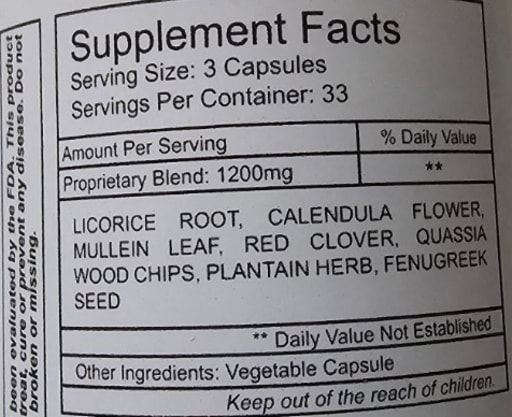 Supplement Facts
Serving Size: 3 Capsules
Servings Per Container: 33
Amount Per Serving
% Daily Value
Proprietary Blend: 1200mg
**
LICORICE ROOT, CALENDULA FLOWER,
MULLEIN LEAF, RED CLOVER, QUASSIA
WOOD CHIPS, PLANTAIN HERB, FENUGREEK
SEED
** Daily Value Not Established
Other Ingredients: Vegetable Capsule
Keep out of the reach of children.
been evaluated by the FDA. This product
treat, cure or prevent any disease. Do not
broken or missing.